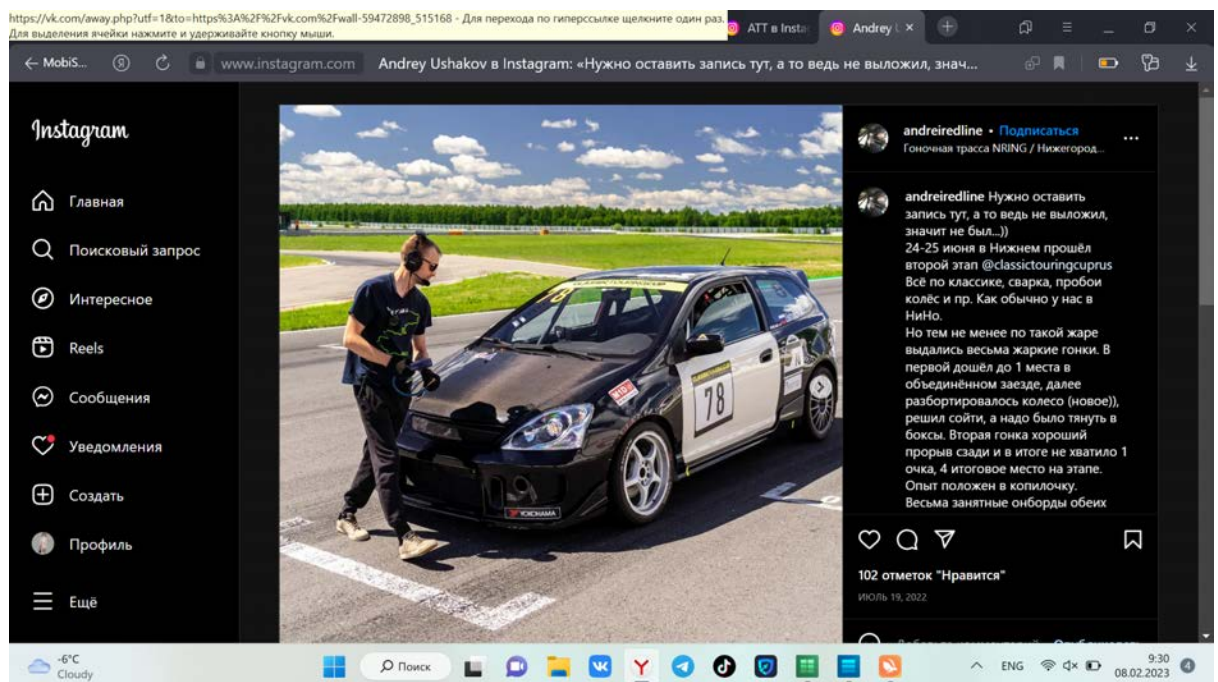 https://vk.com/away.php?utf=1&to=https%3A%2F%2Fvk.com%2Fwall-59472898_515168 - Для перехода по гиперссылке щелкните один раз.
Для выделения ячейки нажмите и удерживайте кнопку мыши.
ATT в Insta
Andrey
MobiS...
www.instagram.com
Andrey Ushakov в Instagram: «Нужно оставить запись тут, а то ведь не выложил, знач...
Instagram
Главная
Поисковый запрос
Интересное
Reels
Сообщения
Уведомления
Создать
Профиль
Ещё
CLASSICTOURINGCUP
78
78
YOKOHAMA
andreiredline • Подписаться
Гоночная трасса NRING / Нижегород...
andreiredline Нужно оставить
запись тут, а то ведь не выложил,
значит не был...))
24-25 июня в Нижнем прошёл
второй этап @classictouringcuprus
Всё по классике, сварка, пробои
колёс и пр. Как обычно у нас в
НиНо.
Но тем не менее по такой жаре
выдались весьма жаркие гонки. В
первой дошёл до 1 места в
объединённом заезде, далее
разбортировалось колесо (новое)),
решил сойти, а надо было тянуть в
боксы. Вторая гонка хороший
прорыв сзади и в итоге не хватило 1
очка, 4 итоговое место на этапе.
Опыт положен в копилочку.
Весьма занятные онборды обеих
102 отметок "Нравится"
ИЮЛЬ 19, 2022
-6°C
Cloudy
Поиск
ENG
9:30
08.02.2023
4